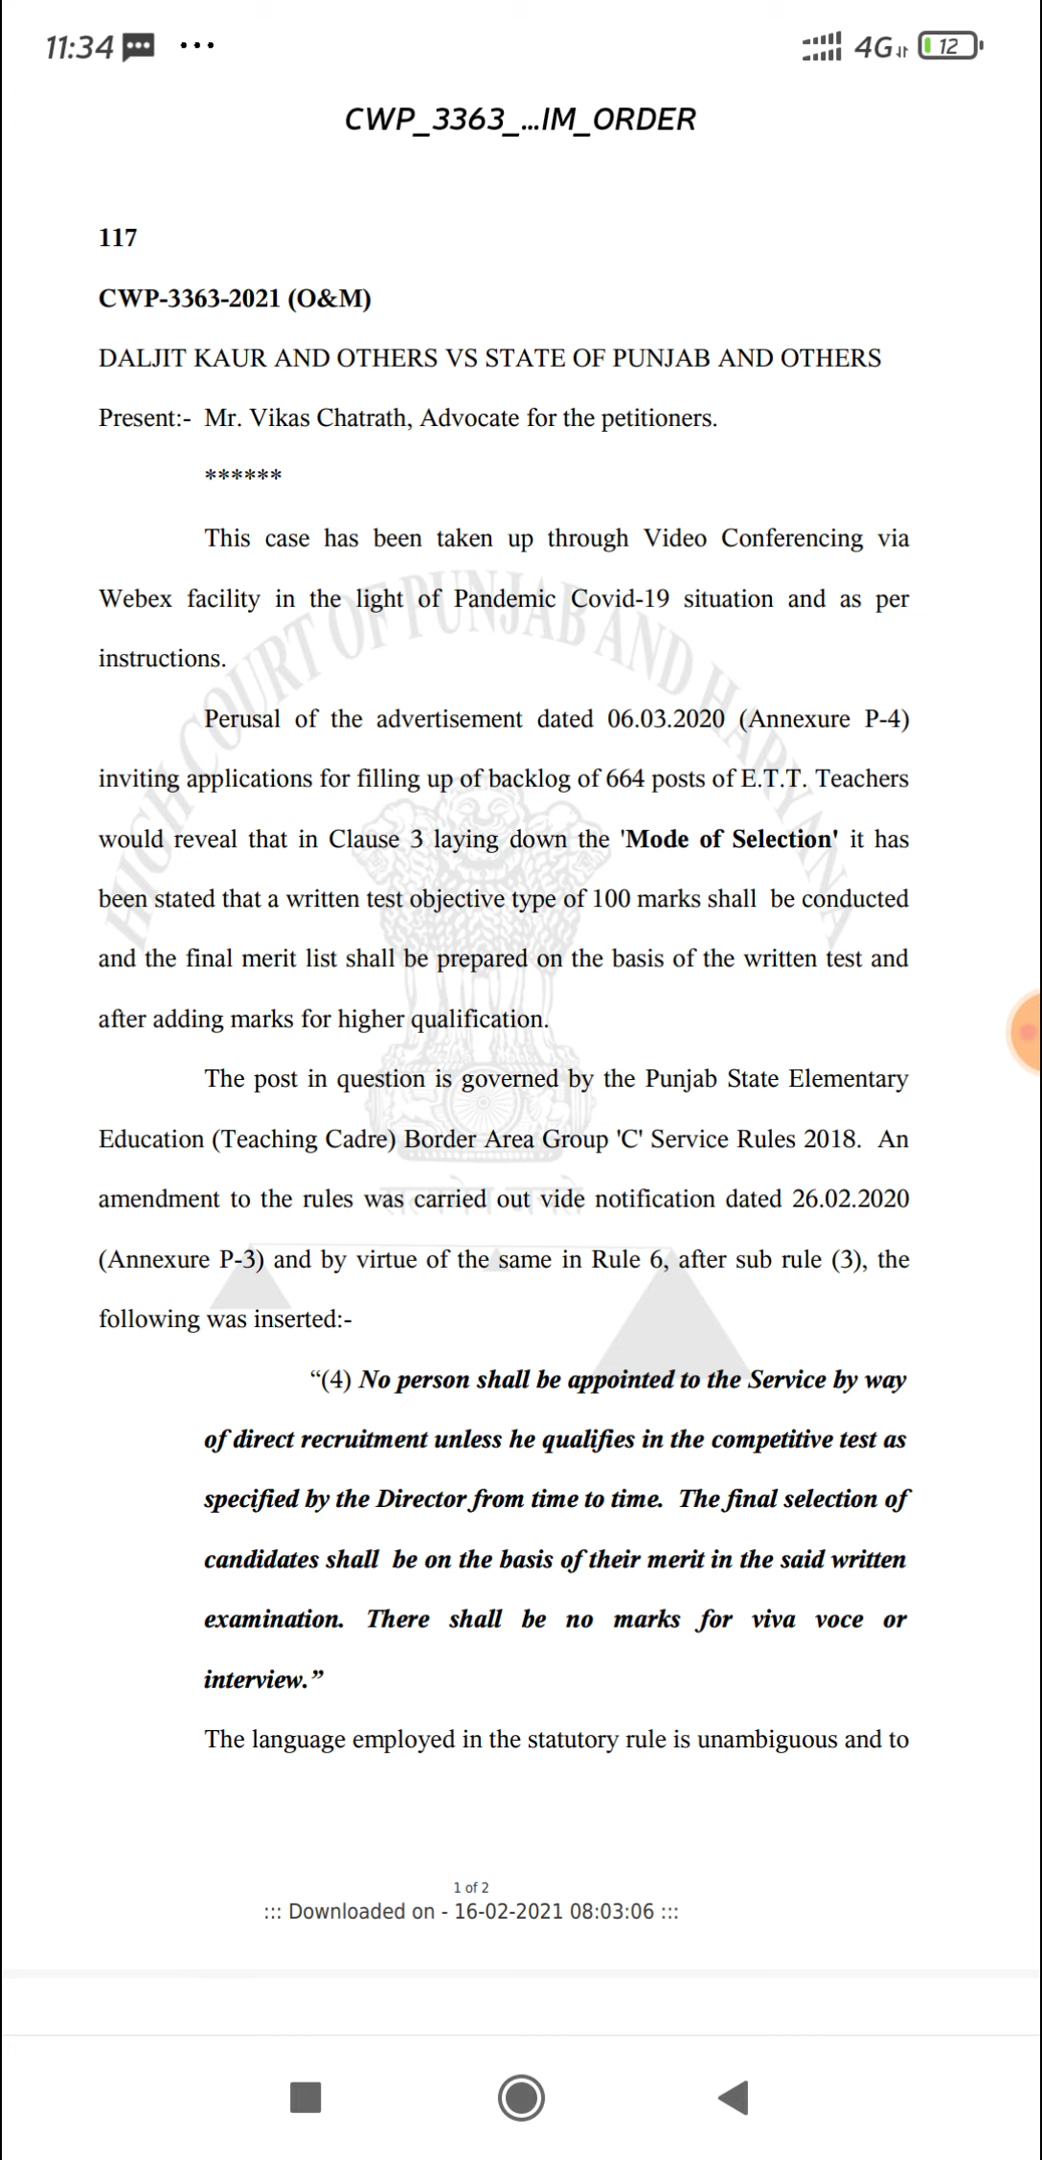 11:34
4G
12
CWP_3363_...IM_ORDER
117
CWP-3363-2021 (O&M)
DALJIT KAUR AND OTHERS VS STATE OF PUNJAB AND OTHERS
Present:- Mr. Vikas Chatrath, Advocate for the petitioners.
******
This case has been taken up through Video Conferencing via
Webex facility in the light of Pandemic Covid-19 situation and as per
instructions.
Perusal of the advertisement dated 06.03.2020 (Annexure P-4)
inviting applications for filling up of backlog of 664 posts of E.T.T. Teachers
would reveal that in Clause 3 laying down the 'Mode of Selection' it has
been stated that a written test objective type of 100 marks shall be conducted
and the final merit list shall be prepared on the basis of the written test and
after adding marks for higher qualification.
The post in question is governed by the Punjab State Elementary
Education (Teaching Cadre) Border Area Group 'C' Service Rules 2018. An
amendment to the rules was carried out vide notification dated 26.02.2020
(Annexure P-3) and by virtue of the same in Rule 6, after sub rule (3), the
following was inserted:-
“(4) No person shall be appointed to the Service by way
of direct recruitment unless he qualifies in the competitive test as
specified by the Director from time to time. The final selection of
candidates shall be on the basis of their merit in the said written
examination. There shall be no marks for viva voce or
interview.”
The language employed in the statutory rule is unambiguous and to
HIGH COURT OF PUNJAB AND HARYANA
सत्यमेव जयते
1 of 2
::: Downloaded on - 16-02-2021 08:03:06 :::